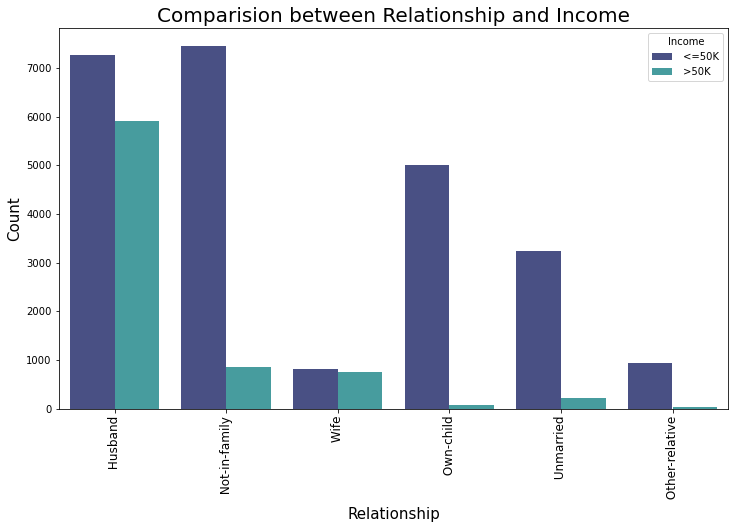 Comparision between Relationship and Income
Income
<=50K
>50K
Count
7000
6000
5000
4000
3000
2000
1000
0
Husband
Not-in-family
Wife
Own-child
Unmarried
Other-relative
Relationship